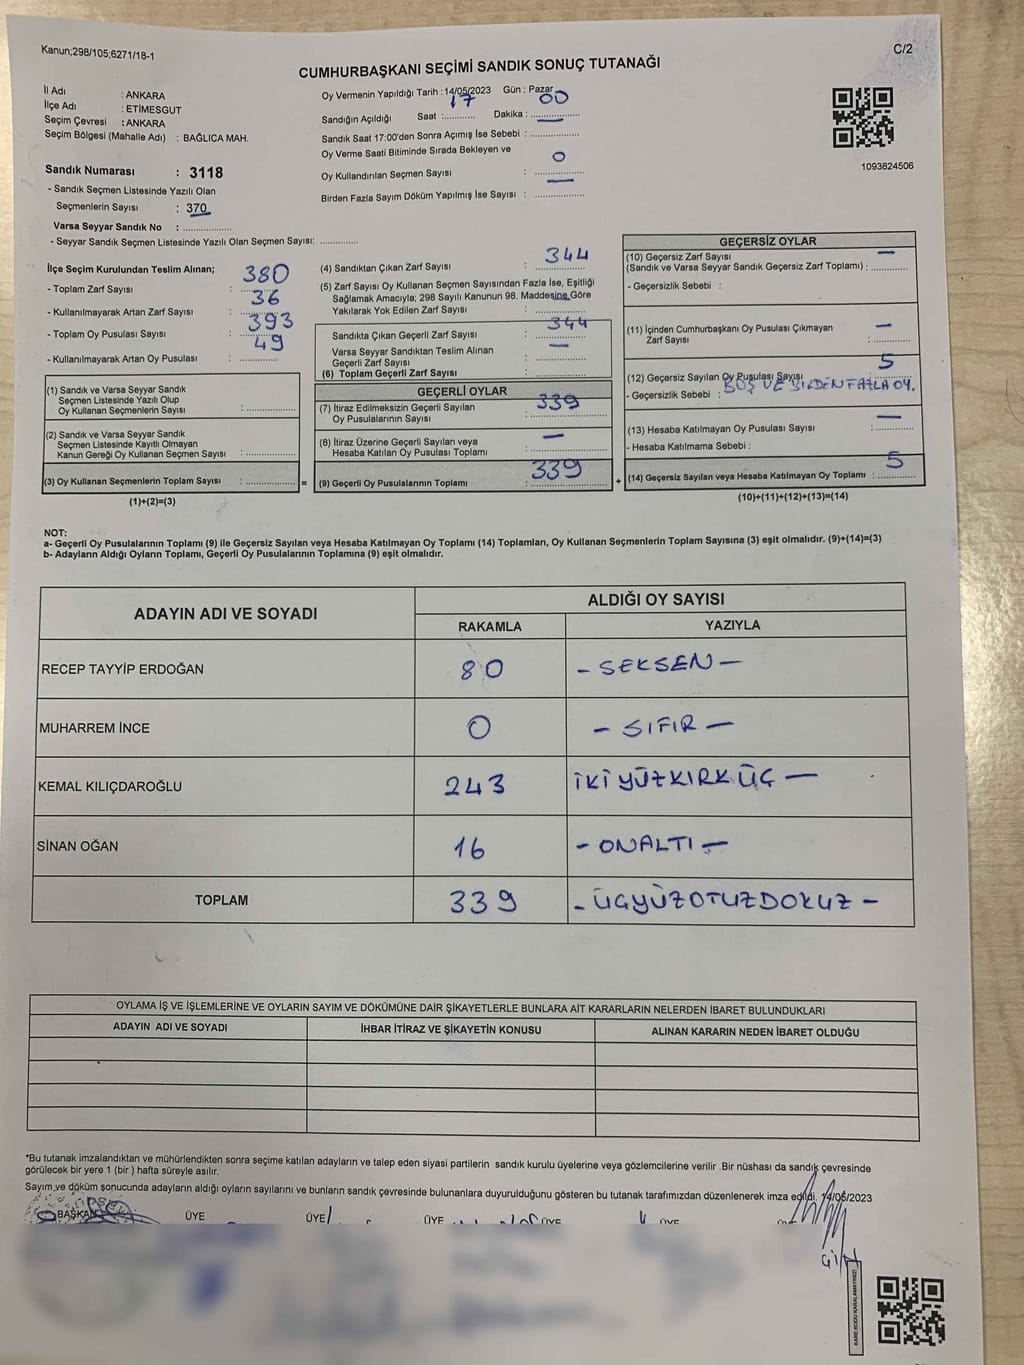 Kanun;298/105;6271/18-1
C/2
CUMHURBAŞKANI SEÇİMİ SANDIK SONUÇ TUTANAĞI
İl Adı : ANKARA
İlçe Adı : ETİMESGUT
Seçim Çevresi : ANKARA
Seçim Bölgesi (Mahalle Adı) : BAĞLICA MAH.
Sandık Numarası : 3118
- Sandık Seçmen Listesinde Yazılı Olan
Seçmenlerin Sayısı : 370
Varsa Seyyar Sandık No : ..............
- Seyyar Sandık Seçmen Listesinde Yazılı Olan Seçmen Sayısı: ............
Oy Vermenin Yapıldığı Tarih : 14/05/2023 Gün : Pazar
Sandığın Açıldığı Saat : 17 Dakika : 00
Sandık Saat 17:00'den Sonra Açımış İse Sebebi : —
Oy Verme Saati Bitiminde Sırada Bekleyen ve
Oy Kullandırılan Seçmen Sayısı : 0
Birden Fazla Sayım Döküm Yapılmış İse Sayısı : —
1093824506
İlçe Seçim Kurulundan Teslim Alınan;
- Toplam Zarf Sayısı : 380
- Kullanılmayarak Artan Zarf Sayısı : 36
- Toplam Oy Pusulası Sayısı : 393
- Kullanılmayarak Artan Oy Pusulası : 49
(1) Sandık ve Varsa Seyyar Sandık
Seçmen Listesinde Yazılı Olup
Oy Kullanan Seçmenlerin Sayısı : ..............
(2) Sandık ve Varsa Seyyar Sandık
Seçmen Listesinde Kayıtlı Olmayan
Kanun Gereği Oy Kullanan Seçmen Sayısı : ..............
(3) Oy Kullanan Seçmenlerin Toplam Sayısı : .............. =
(1)+(2)=(3)
(4) Sandıktan Çıkan Zarf Sayısı : 344
(5) Zarf Sayısı Oy Kullanan Seçmen Sayısından Fazla İse, Eşitliği
Sağlamak Amacıyla; 298 Sayılı Kanunun 98. Maddesine Göre
Yakılarak Yok Edilen Zarf Sayısı : —
Sandıkta Çıkan Geçerli Zarf Sayısı : 344
Varsa Seyyar Sandıktan Teslim Alınan
Geçerli Zarf Sayısı : —
(6) Toplam Geçerli Zarf Sayısı :
GEÇERLİ OYLAR
(7) İtiraz Edilmeksizin Geçerli Sayılan
Oy Pusulalarının Sayısı : 339
(8) İtiraz Üzerine Geçerli Sayılan veya
Hesaba Katılan Oy Pusulası Toplamı : —
(9) Geçerli Oy Pusulalarının Toplamı : 339 +
GEÇERSİZ OYLAR
(10) Geçersiz Zarf Sayısı
(Sandık ve Varsa Seyyar Sandık Geçersiz Zarf Toplamı) : —
- Geçersizlik Sebebi :
(11) İçinden Cumhurbaşkanı Oy Pusulası Çıkmayan
Zarf Sayısı : —
(12) Geçersiz Sayılan Oy Pusulası Sayısı : 5
- Geçersizlik Sebebi : BOŞ VE BİRDEN FAZLA OY.
(13) Hesaba Katılmayan Oy Pusulası Sayısı : —
- Hesaba Katılmama Sebebi :
(14) Geçersiz Sayılan veya Hesaba Katılmayan Oy Toplamı : 5
(10)+(11)+(12)+(13)=(14)
NOT:
a- Geçerli Oy Pusulalarının Toplamı (9) ile Geçersiz Sayılan veya Hesaba Katılmayan Oy Toplamı (14) Toplamları, Oy Kullanan Seçmenlerin Toplam Sayısına (3) eşit olmalıdır. (9)+(14)=(3)
b- Adayların Aldığı Oyların Toplamı, Geçerli Oy Pusulalarının Toplamına (9) eşit olmalıdır.
ADAYIN ADI VE SOYADI ALDIĞI OY SAYISI
RAKAMLA YAZIYLA
RECEP TAYYİP ERDOĞAN 80 - SEKSEN -
MUHARREM İNCE 0 - SIFIR -
KEMAL KILIÇDAROĞLU 243 İKİYÜZKIRKÜÇ -
SİNAN OĞAN 16 - ONALTI -
TOPLAM 339 - ÜÇYÜZOTUZDOKUZ -
OYLAMA İŞ VE İŞLEMLERİNE VE OYLARIN SAYIM VE DÖKÜMÜNE DAİR ŞİKAYETLERLE BUNLARA AİT KARARLARIN NELERDEN İBARET BULUNDUKLARI
ADAYIN ADI VE SOYADI İHBAR İTİRAZ VE ŞİKAYETİN KONUSU ALINAN KARARIN NEDEN İBARET OLDUĞU
*Bu tutanak imzalandıktan ve mühürlendikten sonra seçime katılan adayların ve talep eden siyasi partilerin sandık kurulu üyelerine veya gözlemcilerine verilir .Bir nüshası da sandık çevresinde
görülecek bir yere 1 (bir ) hafta süreyle asılır.
Sayım ve döküm sonucunda adayların aldığı oyların sayılarını ve bunların sandık çevresinde bulunanlara duyurulduğunu gösteren bu tutanak tarafımızdan düzenlenerek imza edildi. 14/05/2023
BAŞKAN ÜYE ÜYE ÜYE ÜYE ÜYE
KARE KODU KARALAMAYINIZ!